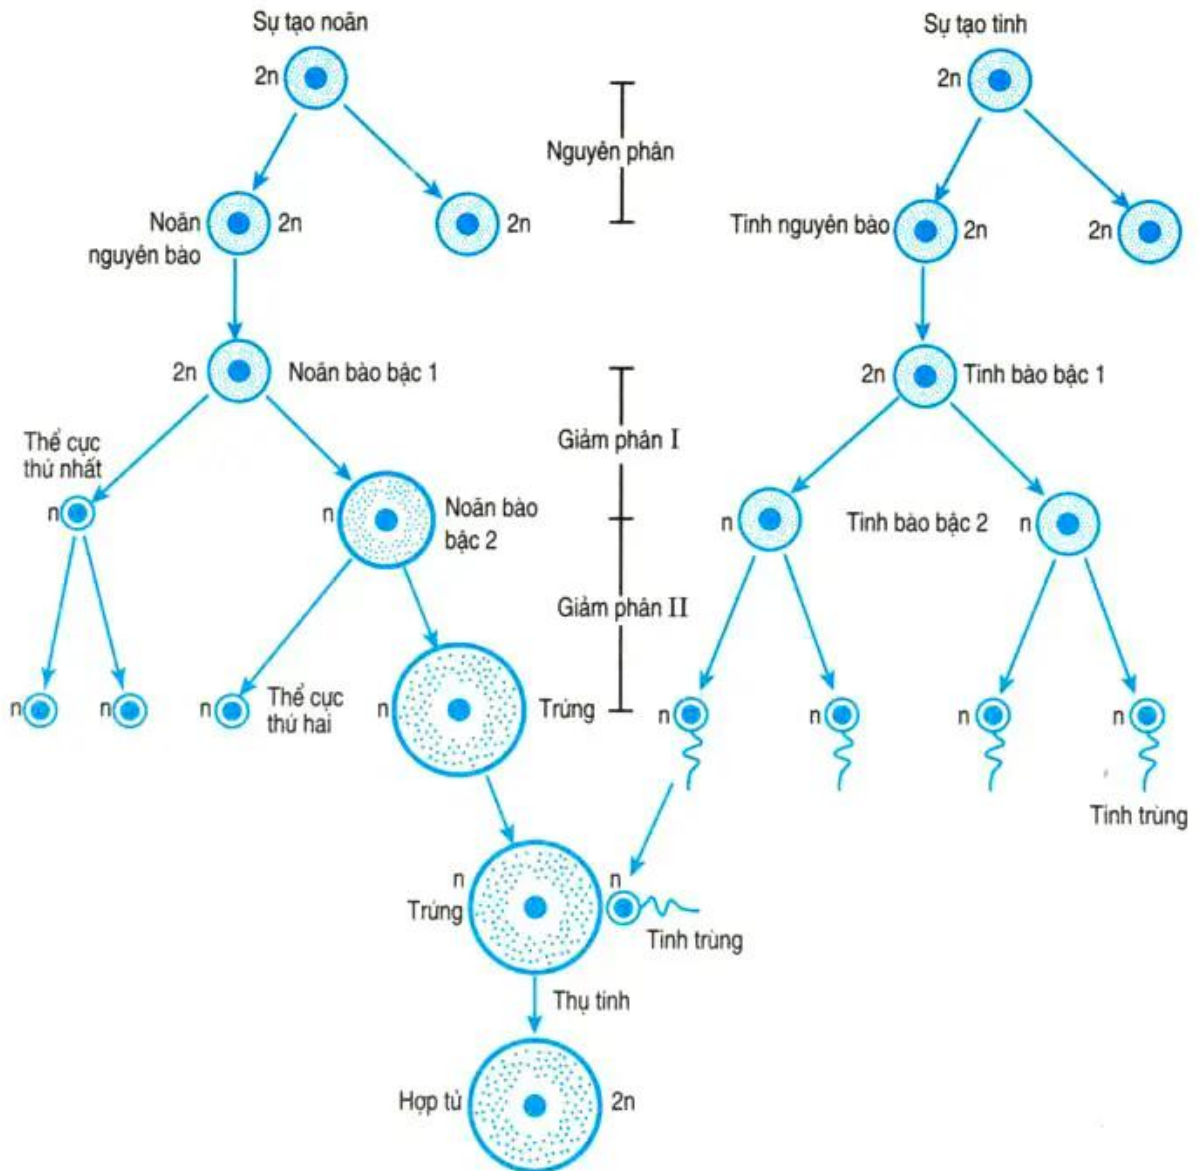 Sự tạo noãn
Sự tạo tinh
2n
2n
Nguyên phân
Noãn
nguyên bào
2n
2n
Tinh nguyên bào
2n
2n
2n
Noãn bào bậc 1
2n
Tinh bào bậc 1
Thể cực
thứ nhất
Giảm phân I
n
n
Noãn bào
bậc 2
n
Tinh bào bậc 2
n
Giảm phân II
n
n
n
Thể cực
thứ hai
n
Trứng
n
n
n
n
Tinh trùng
n
Trứng
n
Tinh trùng
Thụ tinh
Hợp tử
2n